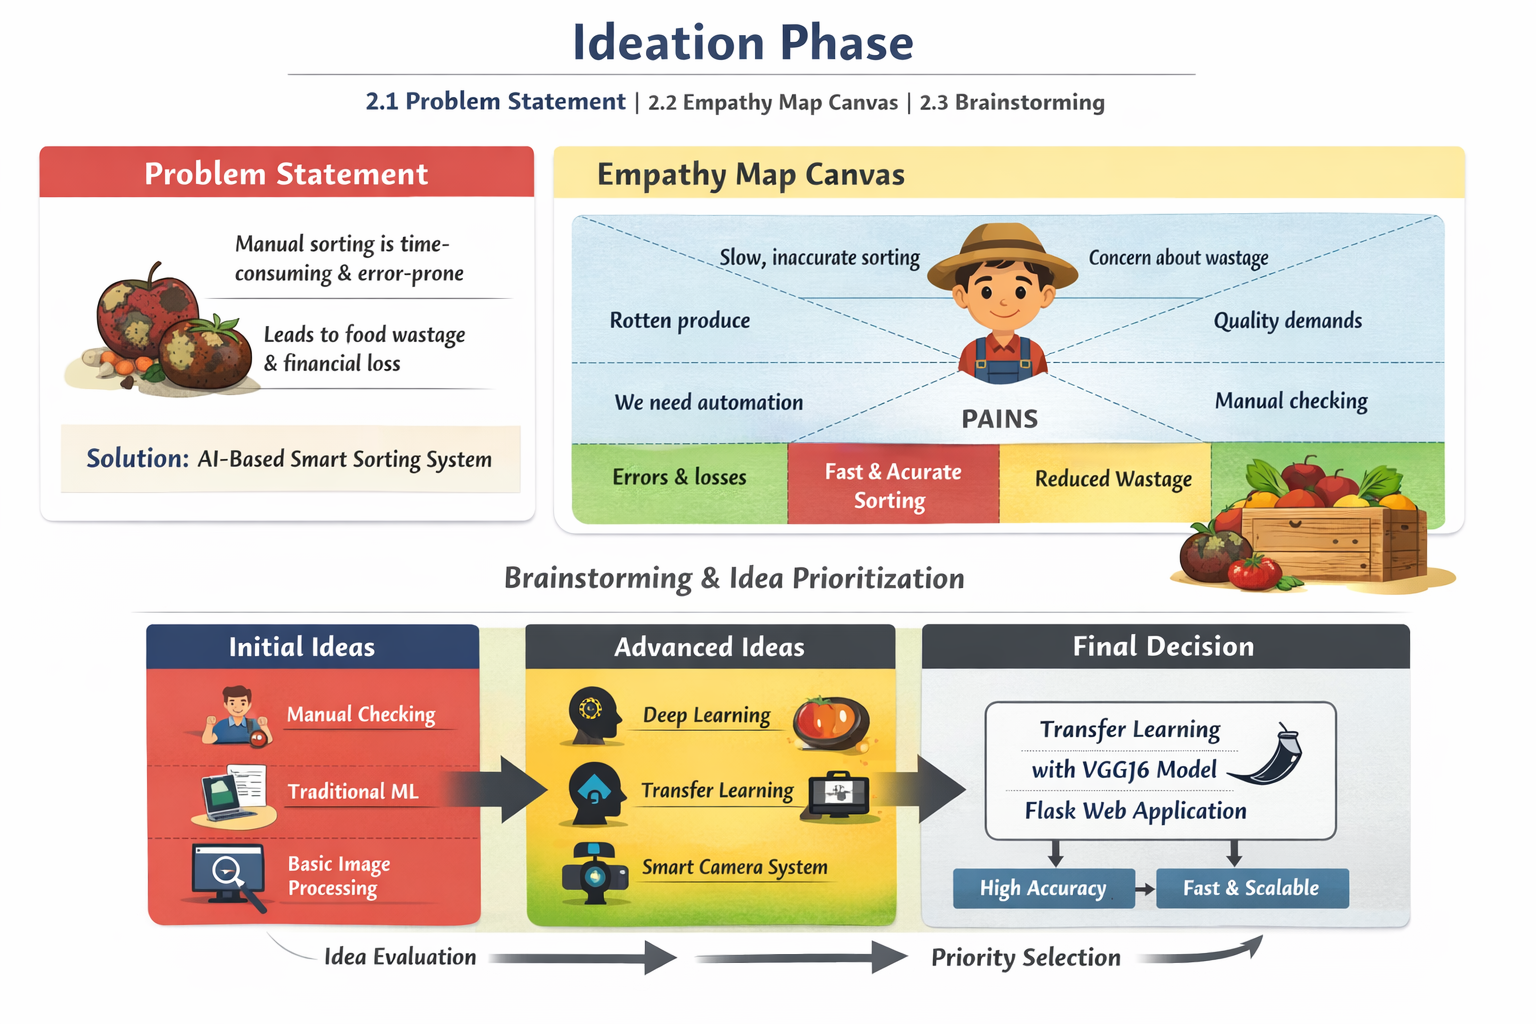 Ideation Phase
2.1 Problem Statement | 2.2 Empathy Map Canvas | 2.3 Brainstorming
Problem Statement
Manual sorting is time-
consuming & error-prone
Leads to food wastage
& financial loss
Solution: AI-Based Smart Sorting System
Empathy Map Canvas
Slow, inaccurate sorting
Concern about wastage
Rotten produce
Quality demands
We need automation
Manual checking
PAINS
Errors & losses
Fast & Acurate
Sorting
Reduced Wastage
Brainstorming & Idea Prioritization
Initial Ideas
Manual Checking
Traditional ML
Basic Image
Processing
Advanced Ideas
Deep Learning
Transfer Learning
Smart Camera System
Final Decision
Transfer Learning
with VGGJ6 Model
Flask Web Application
High Accuracy
Fast & Scalable
Idea Evaluation
Priority Selection